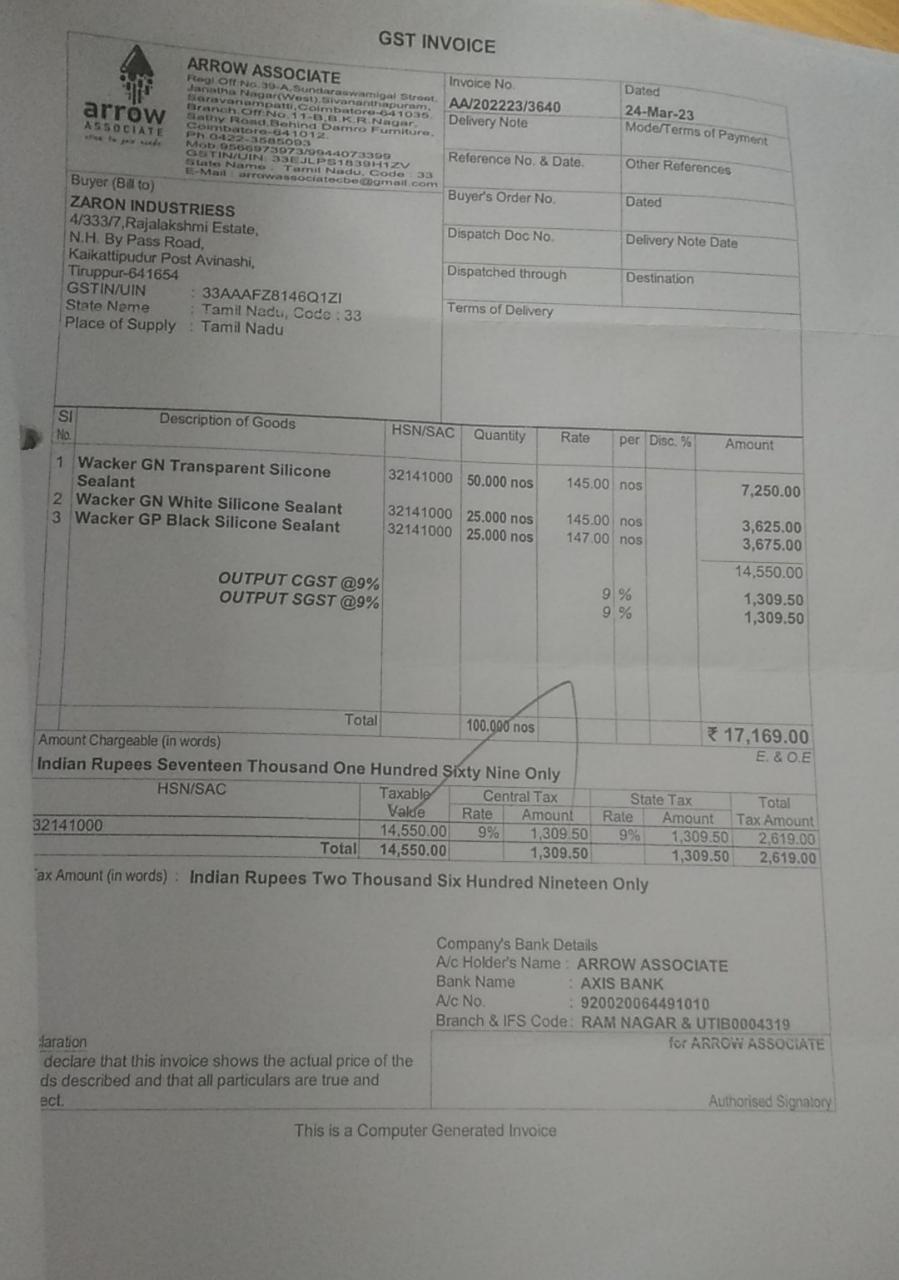 GST INVOICE
arrow
ASSOCIATE
ARROW ASSOCIATE
Regl.Off.No.39-A,Sundaraswamigal Street,
Janatha Nagar(West),Sivananthapuram,
Saravanampatti,Coimbatore-641035.
Branch.Off:No.11-B,B.K.R.Nagar,
Sathy Road,Behind Damro Furniture,
Coimbatore-641012.
Ph.0422-3585093
Mob.9566973973/9944073399
GSTIN/UIN: 33EJLPS1839H1ZV
State Name : Tamil Nadu, Code : 33
E-Mail : arrowassociatecbe@gmail.com
Invoice No.
AA/202223/3640
Dated
24-Mar-23
Delivery Note
Mode/Terms of Payment
Reference No. & Date.
Other References
Buyer's Order No.
Dated
Dispatch Doc No.
Delivery Note Date
Dispatched through
Destination
Terms of Delivery
Buyer (Bill to)
ZARON INDUSTRIESS
4/333/7,Rajalakshmi Estate,
N.H. By Pass Road,
Kaikattipudur Post Avinashi,
Tiruppur-641654
GSTIN/UIN : 33AAAFZ8146Q1ZI
State Name : Tamil Nadu, Code : 33
Place of Supply : Tamil Nadu
Sl No. Description of Goods HSN/SAC Quantity Rate per Disc. % Amount
1 Wacker GN Transparent Silicone Sealant 32141000 50.000 nos 145.00 nos 7,250.00
2 Wacker GN White Silicone Sealant 32141000 25.000 nos 145.00 nos 3,625.00
3 Wacker GP Black Silicone Sealant 32141000 25.000 nos 147.00 nos 3,675.00
14,550.00
OUTPUT CGST @9% 9 % 1,309.50
OUTPUT SGST @9% 9 % 1,309.50
Total 100.000 nos ₹ 17,169.00
Amount Chargeable (in words) E. & O.E
Indian Rupees Seventeen Thousand One Hundred Sixty Nine Only
HSN/SAC Taxable Value Central Tax State Tax Total Tax Amount
Rate Amount Rate Amount
32141000 14,550.00 9% 1,309.50 9% 1,309.50 2,619.00
Total 14,550.00 1,309.50 1,309.50 2,619.00
ax Amount (in words) : Indian Rupees Two Thousand Six Hundred Nineteen Only
Company's Bank Details
A/c Holder's Name : ARROW ASSOCIATE
Bank Name : AXIS BANK
A/c No. : 920020064491010
Branch & IFS Code : RAM NAGAR & UTIB0004319
laration
declare that this invoice shows the actual price of the
ds described and that all particulars are true and
ect.
for ARROW ASSOCIATE
Authorised Signatory
This is a Computer Generated Invoice